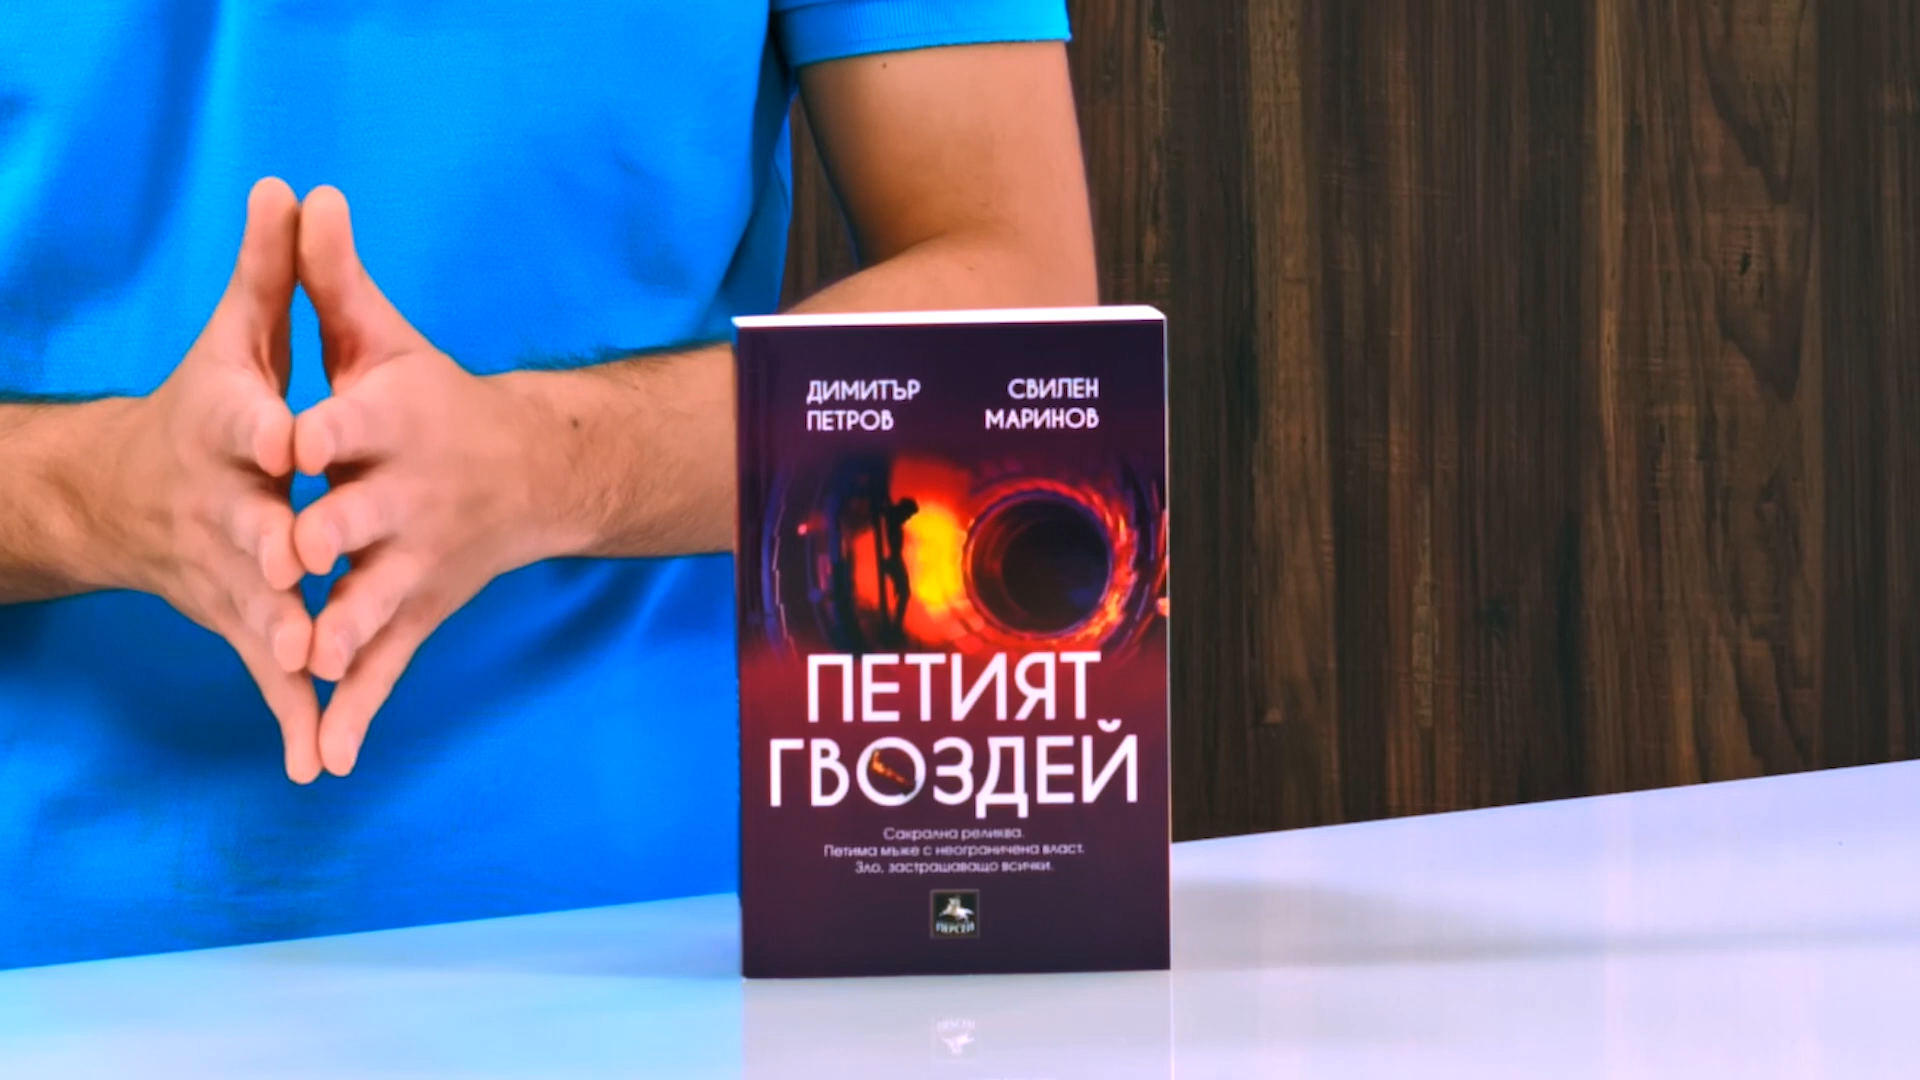 ДИМИТЪР ПЕТРОВ
СВИЛЕН МАРИНОВ
ПЕТИЯТ
ГВОЗДЕЙ
Сакрална реликва.
Петима мъже с неограничена власт.
Зло, застрашаващо всички.
ПЕРСЕЙ